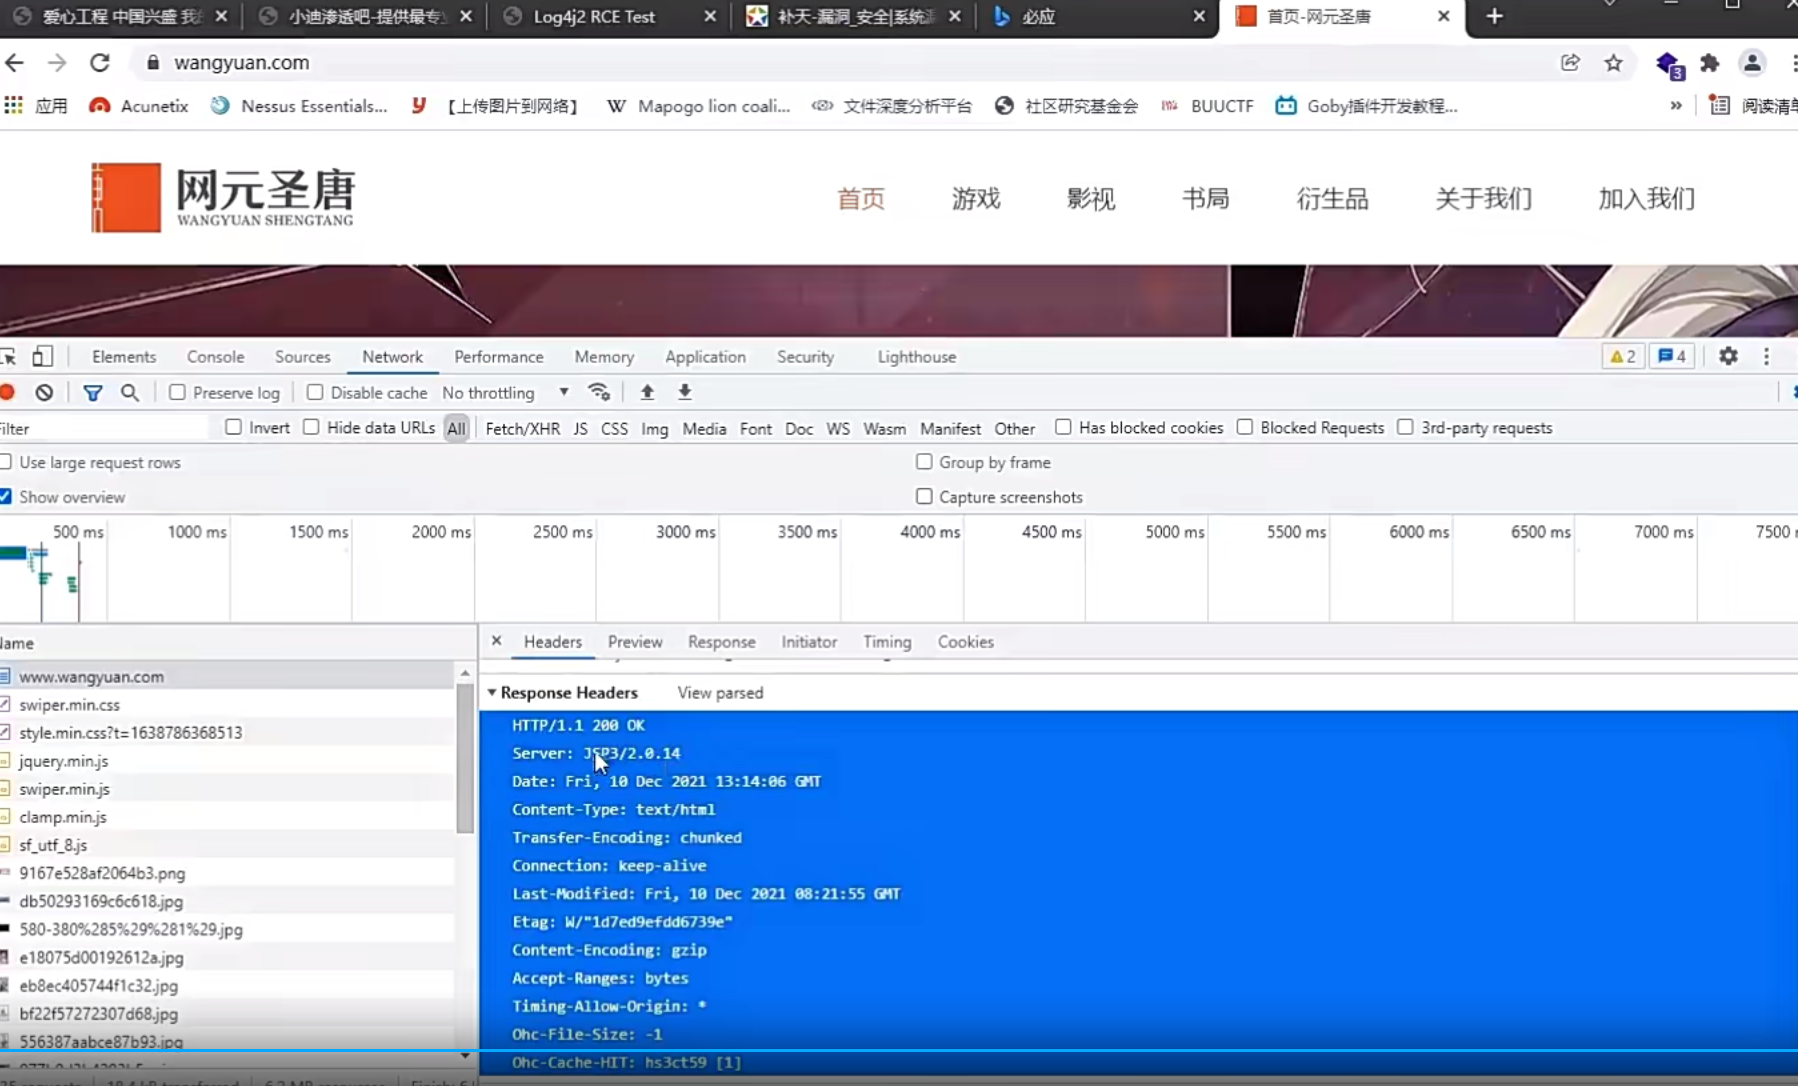 爱心工程 中国兴盛
小迪渗透吧-提供最专
Log4j2 RCE Test
补天-漏洞_安全|系统
必应
首页-网元圣唐
wangyuan.com
3
应用
Acunetix
Nessus Essentials...
【上传图片到网络】
Mapogo lion coali...
文件深度分析平台
社区研究基金会
BUUCTF
Goby插件开发教程...
»
阅读清单
网元圣唐
WANGYUAN SHENGTANG
首页
游戏
影视
书局
衍生品
关于我们
加入我们
Elements Console Sources Network Performance Memory Application Security Lighthouse
2
4
Preserve log Disable cache No throttling
Invert Hide data URLs All Fetch/XHR JS CSS Img Media Font Doc WS Wasm Manifest Other Has blocked cookies Blocked Requests 3rd-party requests
Use large request rows Group by frame
Show overview Capture screenshots
500 ms 1000 ms 1500 ms 2000 ms 2500 ms 3000 ms 3500 ms 4000 ms 4500 ms 5000 ms 5500 ms 6000 ms 6500 ms 7000 ms 7500
Headers Preview Response Initiator Timing Cookies
www.wangyuan.com
swiper.min.css
style.min.css?t=1638786368513
jquery.min.js
swiper.min.js
clamp.min.js
sf_utf_8.js
9167e528af2064b3.png
db50293169c6c618.jpg
580-380%285%29%281%29.jpg
e18075d00192612a.jpg
eb8ec405744f1c32.jpg
bf22f57272307d68.jpg
556387aabce87b93.jpg
Response Headers View parsed
HTTP/1.1 200 OK
Server: JSP3/2.0.14
Date: Fri, 10 Dec 2021 13:14:06 GMT
Content-Type: text/html
Transfer-Encoding: chunked
Connection: keep-alive
Last-Modified: Fri, 10 Dec 2021 08:21:55 GMT
Etag: W/"1d7ed9efdd6739e"
Content-Encoding: gzip
Accept-Ranges: bytes
Timing-Allow-Origin: *
Ohc-File-Size: -1
Ohc-Cache-HIT: hs3ct59 [1]